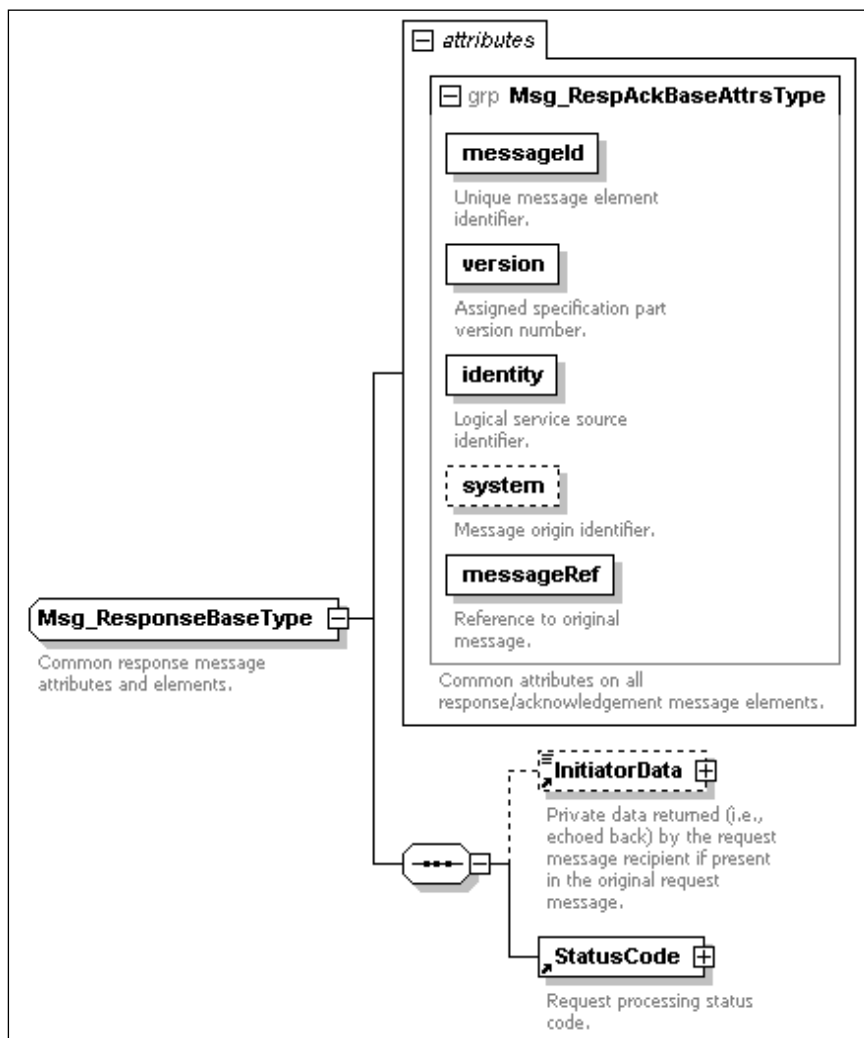 attributes
grp Msg_RespAckBaseAttrsType
messageId
Unique message element
identifier.
version
Assigned specification part
version number.
identity
Logical service source
identifier.
system
Message origin identifier.
messageRef
Reference to original
message.
Common attributes on all
response/acknowledgement message elements.
Msg_ResponseBaseType
Common response message
attributes and elements.
InitiatorData
Private data returned (i.e.,
echoed back) by the request
message recipient if present
in the original request
message.
StatusCode
Request processing status
code.